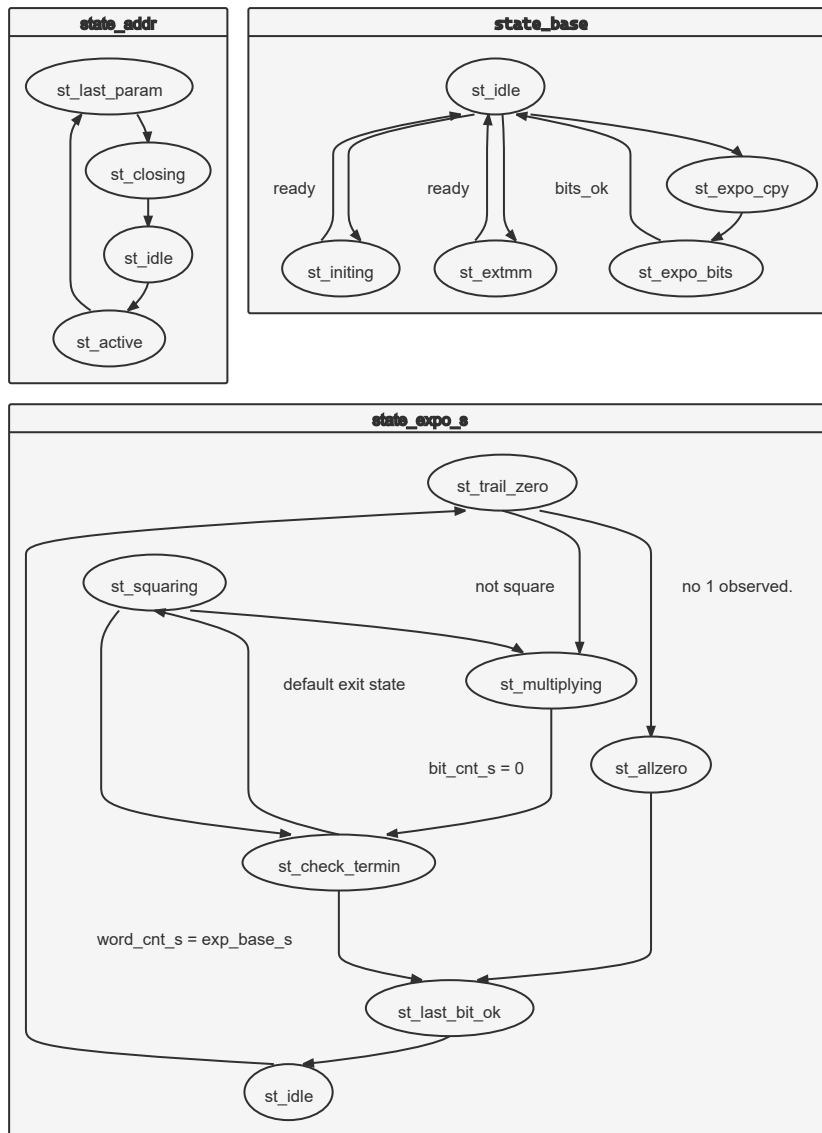 state_addr
st_last_param
st_closing
st_idle
st_active
state_base
st_idle
ready
ready
bits_ok
st_expo_cpy
st_initing
st_extmm
st_expo_bits
state_expo_s
st_trail_zero
st_squaring
not square
no 1 observed.
default exit state
st_multiplying
bit_cnt_s = 0
st_allzero
st_check_termin
word_cnt_s = exp_base_s
st_last_bit_ok
st_idle